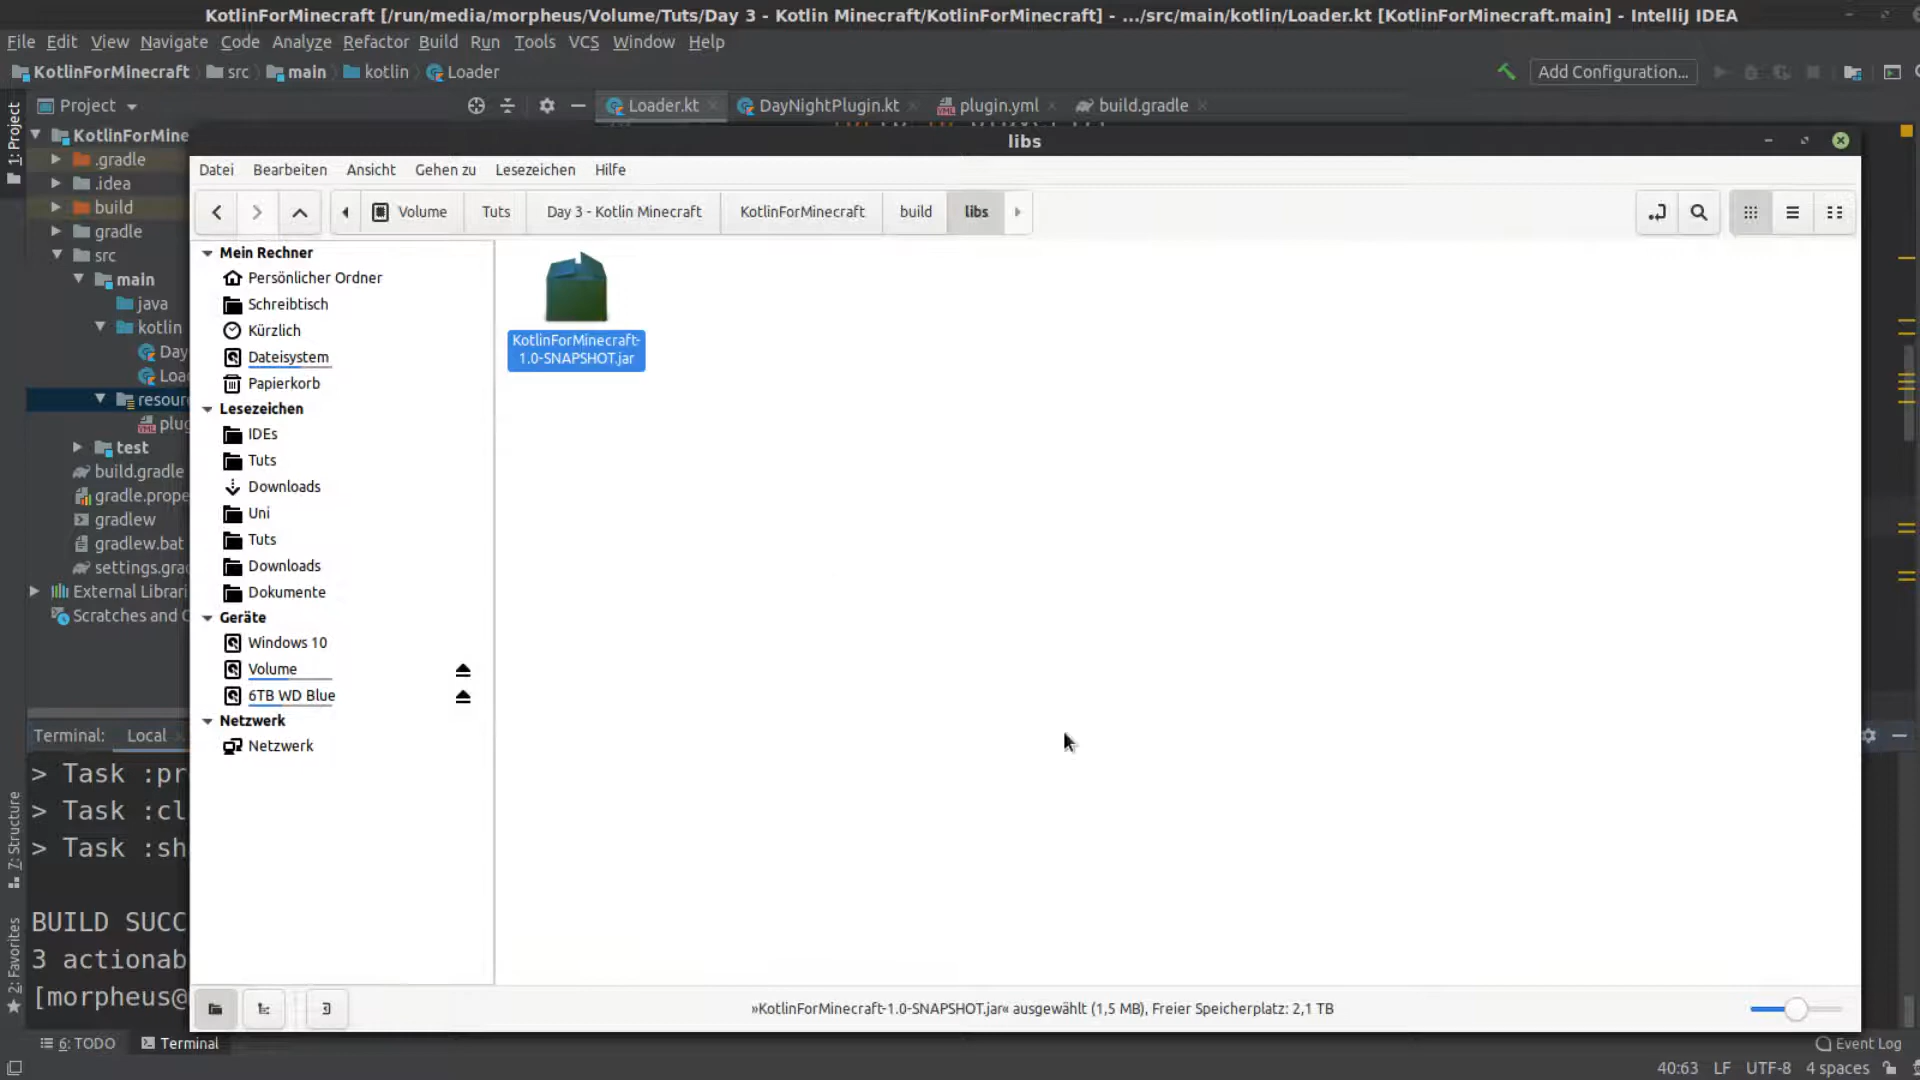 KotlinForMinecraft [/run/media/morpheus/Volume/Tuts/Day 3 - Kotlin Minecraft/KotlinForMinecraft] - .../src/main/kotlin/Loader.kt [KotlinForMinecraft.main] - IntelliJ IDEA
File Edit View Navigate Code Analyze Refactor Build Run Tools VCS Window Help
KotlinForMinecraft src main kotlin Loader
Add Configuration...
Project
Loader.kt
DayNightPlugin.kt
plugin.yml
build.gradle
1: Project
KotlinForMine
.gradle
.idea
build
gradle
src
main
java
kotlin
Day
Loa
resour
plug
test
build.gradle
gradle.prope
gradlew
gradlew.bat
settings.grad
External Librari
Scratches and C
libs
Datei Bearbeiten Ansicht Gehen zu Lesezeichen Hilfe
Volume Tuts Day 3 - Kotlin Minecraft KotlinForMinecraft build libs
Mein Rechner
Persönlicher Ordner
Schreibtisch
Kürzlich
Dateisystem
Papierkorb
Lesezeichen
IDEs
Tuts
Downloads
Uni
Tuts
Downloads
Dokumente
Geräte
Windows 10
Volume
6TB WD Blue
Netzwerk
Netzwerk
KotlinForMinecraft-
1.0-SNAPSHOT.jar
»KotlinForMinecraft-1.0-SNAPSHOT.jar« ausgewählt (1,5 MB), Freier Speicherplatz: 2,1 TB
Terminal: Local
> Task :pr
> Task :cl
> Task :sh
BUILD SUCC
3 actionab
[morpheus@
7: Structure
2: Favorites
6: TODO
Terminal
Event Log
40:63 LF UTF-8 4 spaces